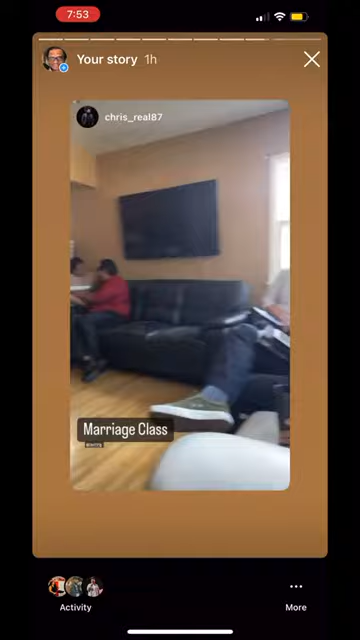 7:53
Your story 1h
chris_real87
Marriage Class
Activity
More